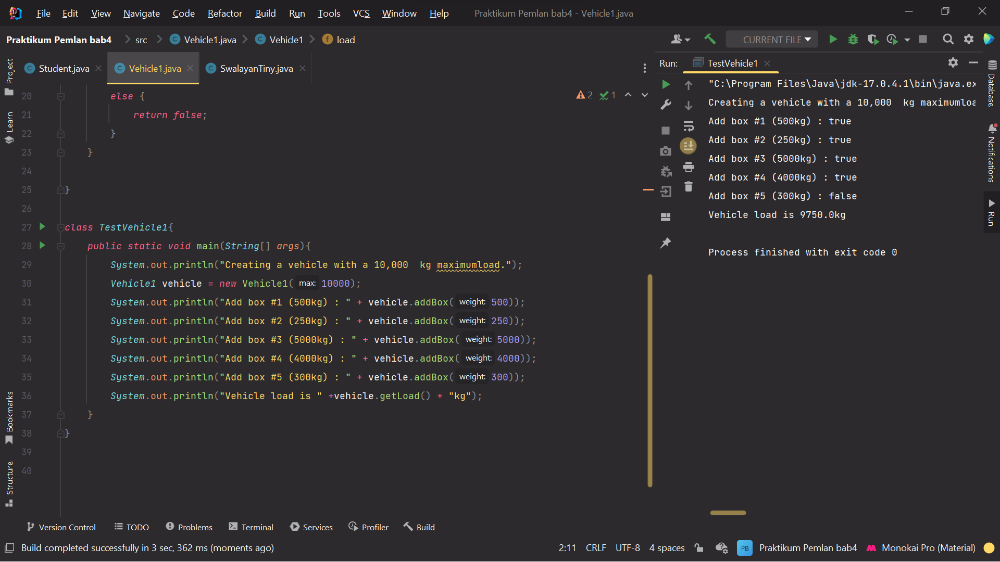 File Edit View Navigate Code Refactor Build Run Tools VCS Window Help Praktikum Pemlan bab4 - Vehicle1.java
Praktikum Pemlan bab4 src Vehicle1.java Vehicle1 load CURRENT FILE
Project
Learn
Bookmarks
Structure
Student.java Vehicle1.java SwalayanTiny.java
2 1
20 else {
21 return false;
22 }
23 }
24
25 }
26
27 class TestVehicle1{
28 public static void main(String[] args){
29 System.out.println("Creating a vehicle with a 10,000  kg maximumload.");
30 Vehicle1 vehicle = new Vehicle1( max: 10000);
31 System.out.println("Add box #1 (500kg) : " + vehicle.addBox( weight: 500));
32 System.out.println("Add box #2 (250kg) : " + vehicle.addBox( weight: 250));
33 System.out.println("Add box #3 (5000kg) : " + vehicle.addBox( weight: 5000));
34 System.out.println("Add box #4 (4000kg) : " + vehicle.addBox( weight: 4000));
35 System.out.println("Add box #5 (300kg) : " + vehicle.addBox( weight: 300));
36 System.out.println("Vehicle load is " +vehicle.getLoad() + "kg");
37 }
38 }
39
40
Run: TestVehicle1
"C:\Program Files\Java\jdk-17.0.4.1\bin\java.ex
Creating a vehicle with a 10,000  kg maximumloa
Add box #1 (500kg) : true
Add box #2 (250kg) : true
Add box #3 (5000kg) : true
Add box #4 (4000kg) : true
Add box #5 (300kg) : false
Vehicle load is 9750.0kg
Process finished with exit code 0
Database
Notifications
Run
Version Control TODO Problems Terminal Services Profiler Build
Build completed successfully in 3 sec, 362 ms (moments ago) 2:11 CRLF UTF-8 4 spaces PB Praktikum Pemlan bab4 Monokai Pro (Material)